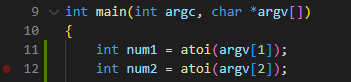 9 int main(int argc, char *argv[])
10 {
11 int num1 = atoi(argv[1]);
12 int num2 = atoi(argv[2]);